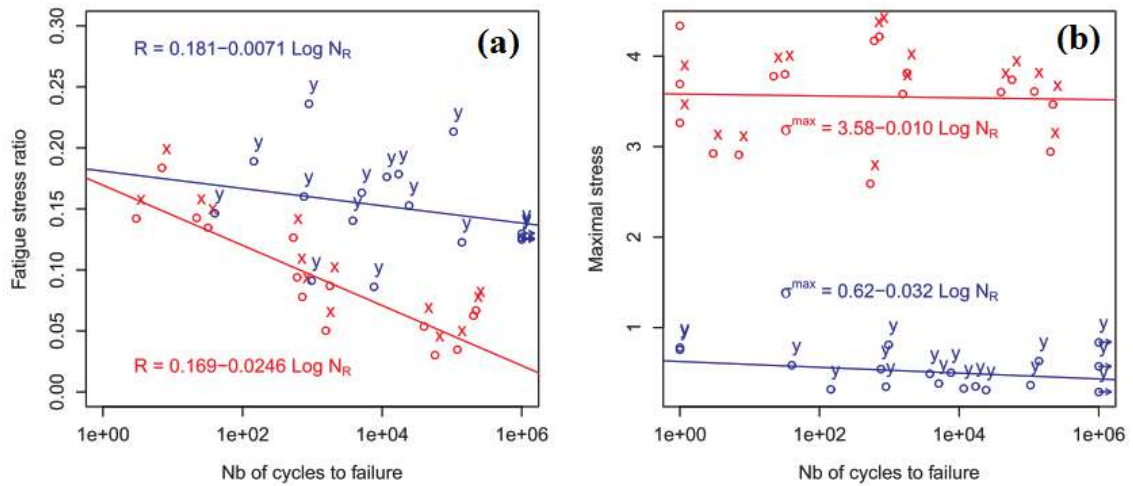 (a)
R = 0.181−0.0071 Log N_R
R = 0.169−0.0246 Log N_R
Fatigue stress ratio
0.30
0.25
0.20
0.15
0.10
0.05
0.00
1e+00 1e+02 1e+04 1e+06
Nb of cycles to failure
x x x x x x x x x x x x x x x x
y y y y y y y y y y y y y y
(b)
σ^max = 3.58−0.010 Log N_R
σ^max = 0.62−0.032 Log N_R
Maximal stress
4
3
2
1
1e+00 1e+02 1e+04 1e+06
Nb of cycles to failure
x x x x x x x x x x x x x x x x x x
y y y y y y y y y y y y y y y y y y